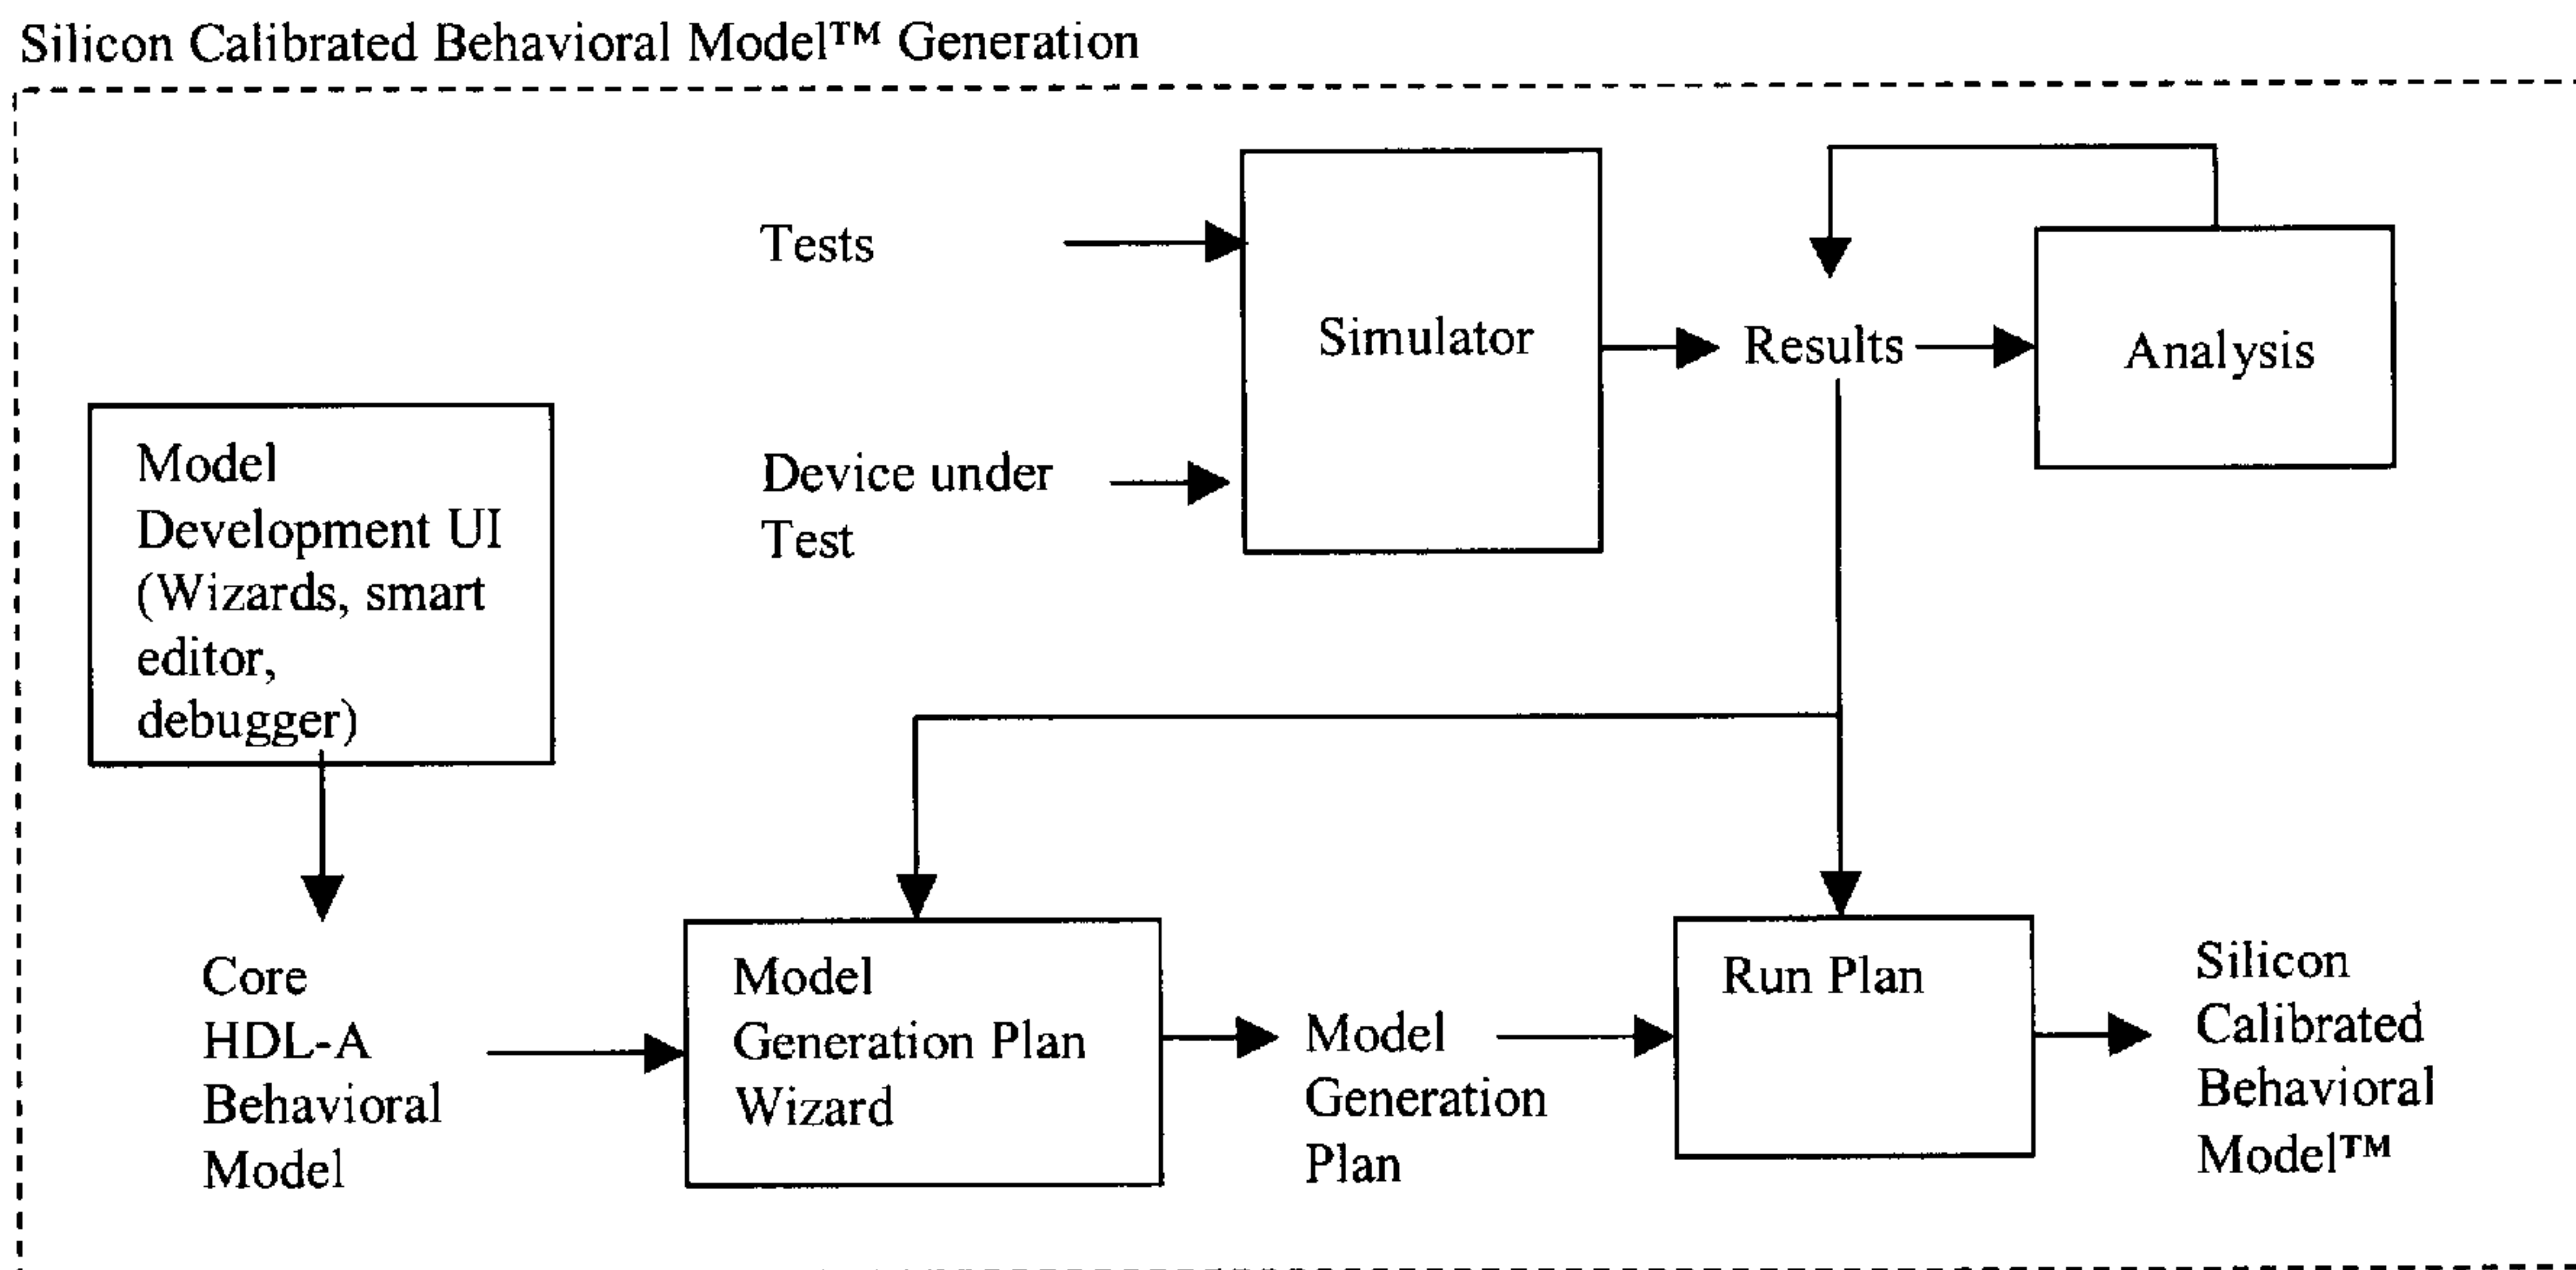 Silicon Calibrated Behavioral Model™ Generation
Tests
Simulator
Results
Analysis
Device under
Test
Model
Development UI
(Wizards, smart
editor,
debugger)
Core
HDL-A
Behavioral
Model
Model
Generation Plan
Wizard
Model
Generation
Plan
Run Plan
Silicon
Calibrated
Behavioral
Model™